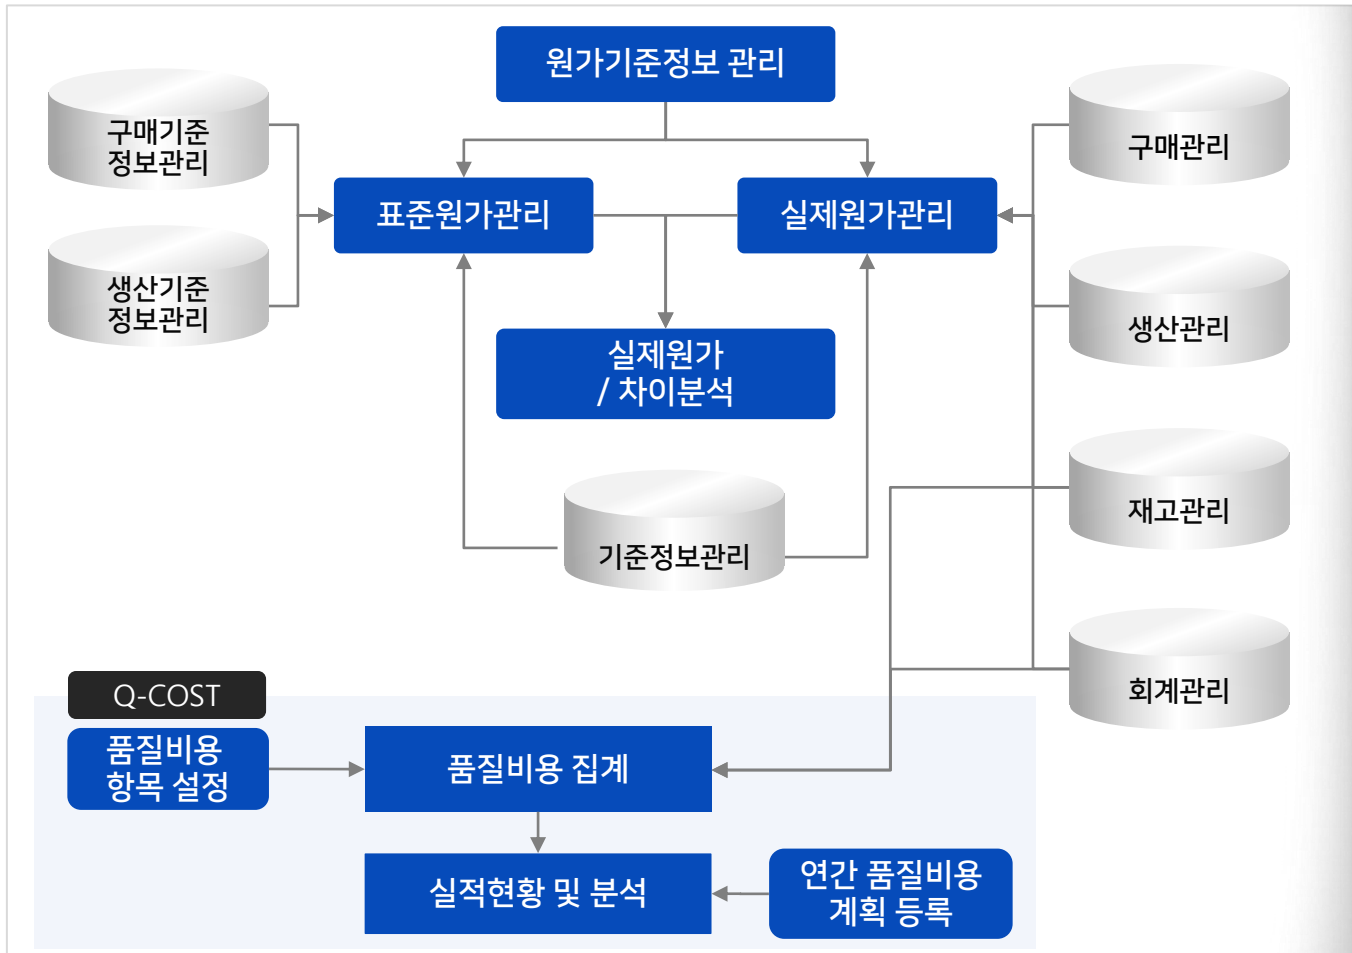 원가기준정보 관리
구매기준
정보관리
구매관리
표준원가관리
실제원가관리
생산기준
정보관리
생산관리
실제원가
/ 차이분석
재고관리
기준정보관리
회계관리
Q-COST
품질비용
항목 설정
품질비용 집계
실적현황 및 분석
연간 품질비용
계획 등록